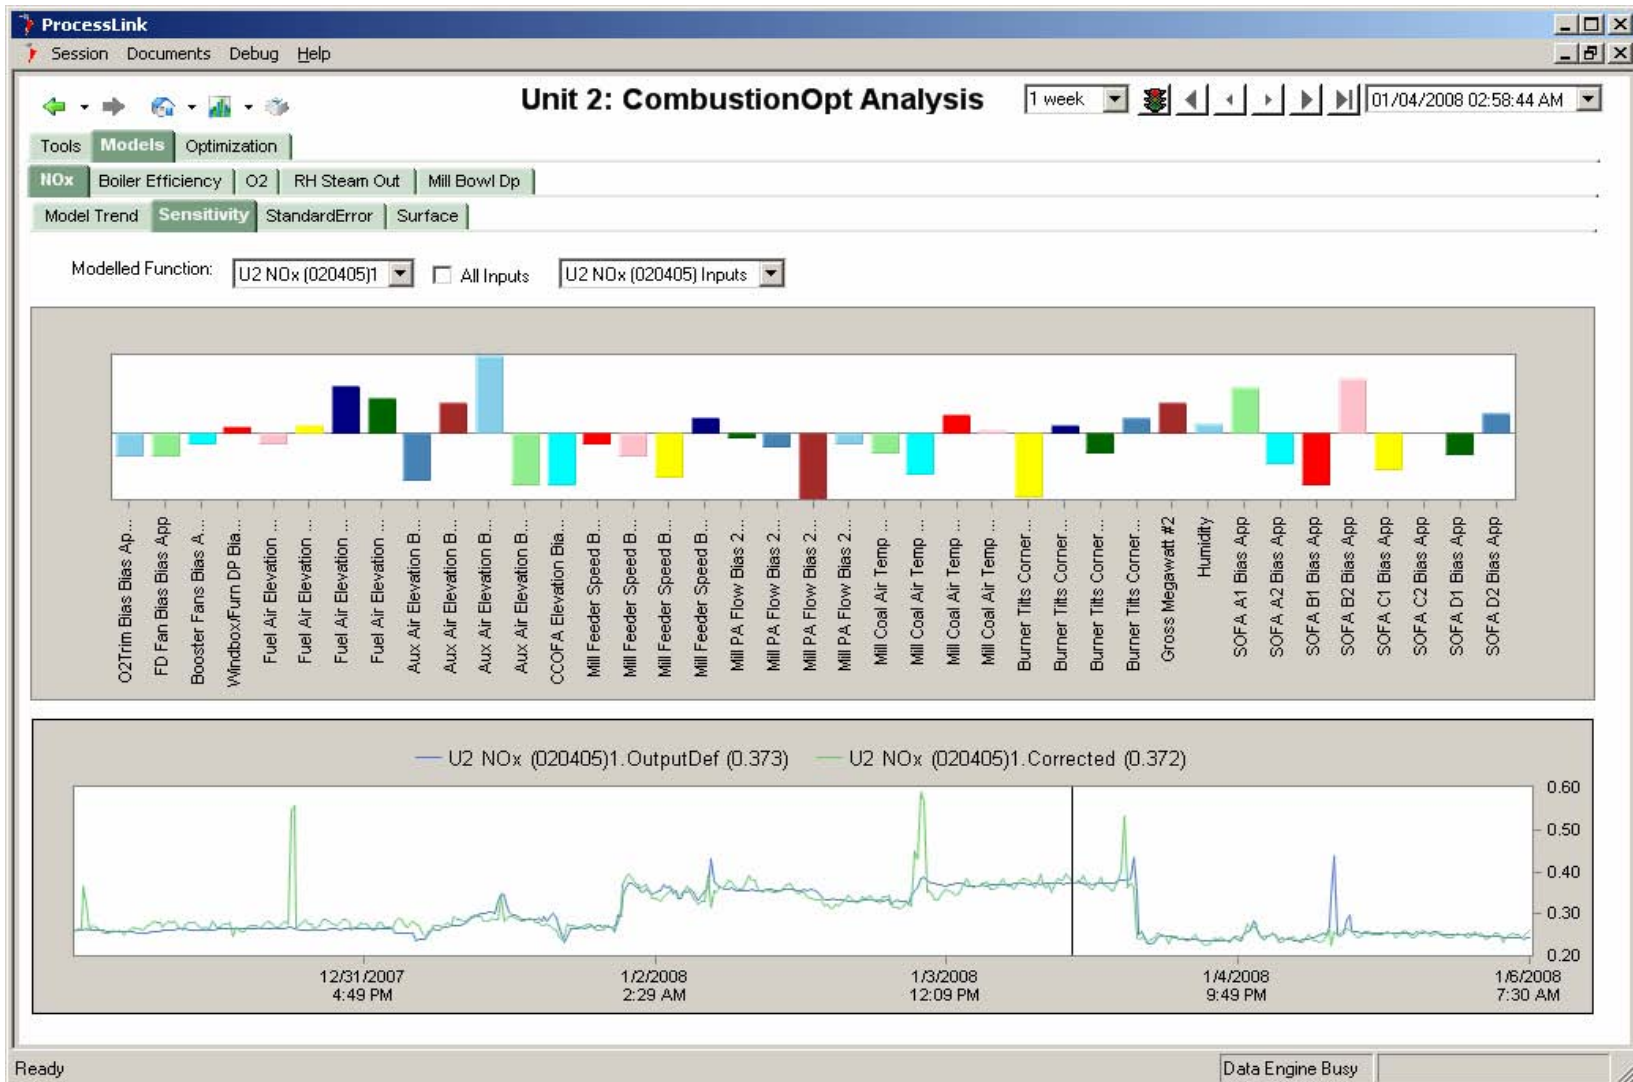 ProcessLink
Session Documents Debug Help
Unit 2: CombustionOpt Analysis
1 week
01/04/2008 02:58:44 AM
Tools Models Optimization
NOx Boiler Efficiency O2 RH Steam Out Mill Bowl Dp
Model Trend Sensitivity StandardError Surface
Modelled Function: U2 NOx (020405)1 All Inputs U2 NOx (020405) Inputs
O2Trim Bias Bias Ap...
FD Fan Bias Bias App
Booster Fans Bias A...
Windbox/Furn DP Bia...
Fuel Air Elevation ...
Fuel Air Elevation ...
Fuel Air Elevation ...
Fuel Air Elevation ...
Aux Air Elevation B...
Aux Air Elevation B...
Aux Air Elevation B...
Aux Air Elevation B...
CCOFA Elevation Bia...
Mill Feeder Speed B...
Mill Feeder Speed B...
Mill Feeder Speed B...
Mill Feeder Speed B...
Mill PA Flow Bias 2...
Mill PA Flow Bias 2...
Mill PA Flow Bias 2...
Mill PA Flow Bias 2...
Mill Coal Air Temp ...
Mill Coal Air Temp ...
Mill Coal Air Temp ...
Mill Coal Air Temp ...
Burner Tilts Corner...
Burner Tilts Corner...
Burner Tilts Corner...
Burner Tilts Corner...
Gross Megawatt #2
Humidity
SOFA A1 Bias App
SOFA A2 Bias App
SOFA B1 Bias App
SOFA B2 Bias App
SOFA C1 Bias App
SOFA C2 Bias App
SOFA D1 Bias App
SOFA D2 Bias App
U2 NOx (020405)1.OutputDef (0.373) U2 NOx (020405)1.Corrected (0.372)
0.60
0.50
0.40
0.30
0.20
12/31/2007 1/2/2008 1/3/2008 1/4/2008 1/6/2008
4:49 PM 2:29 AM 12:09 PM 9:49 PM 7:30 AM
Ready Data Engine Busy